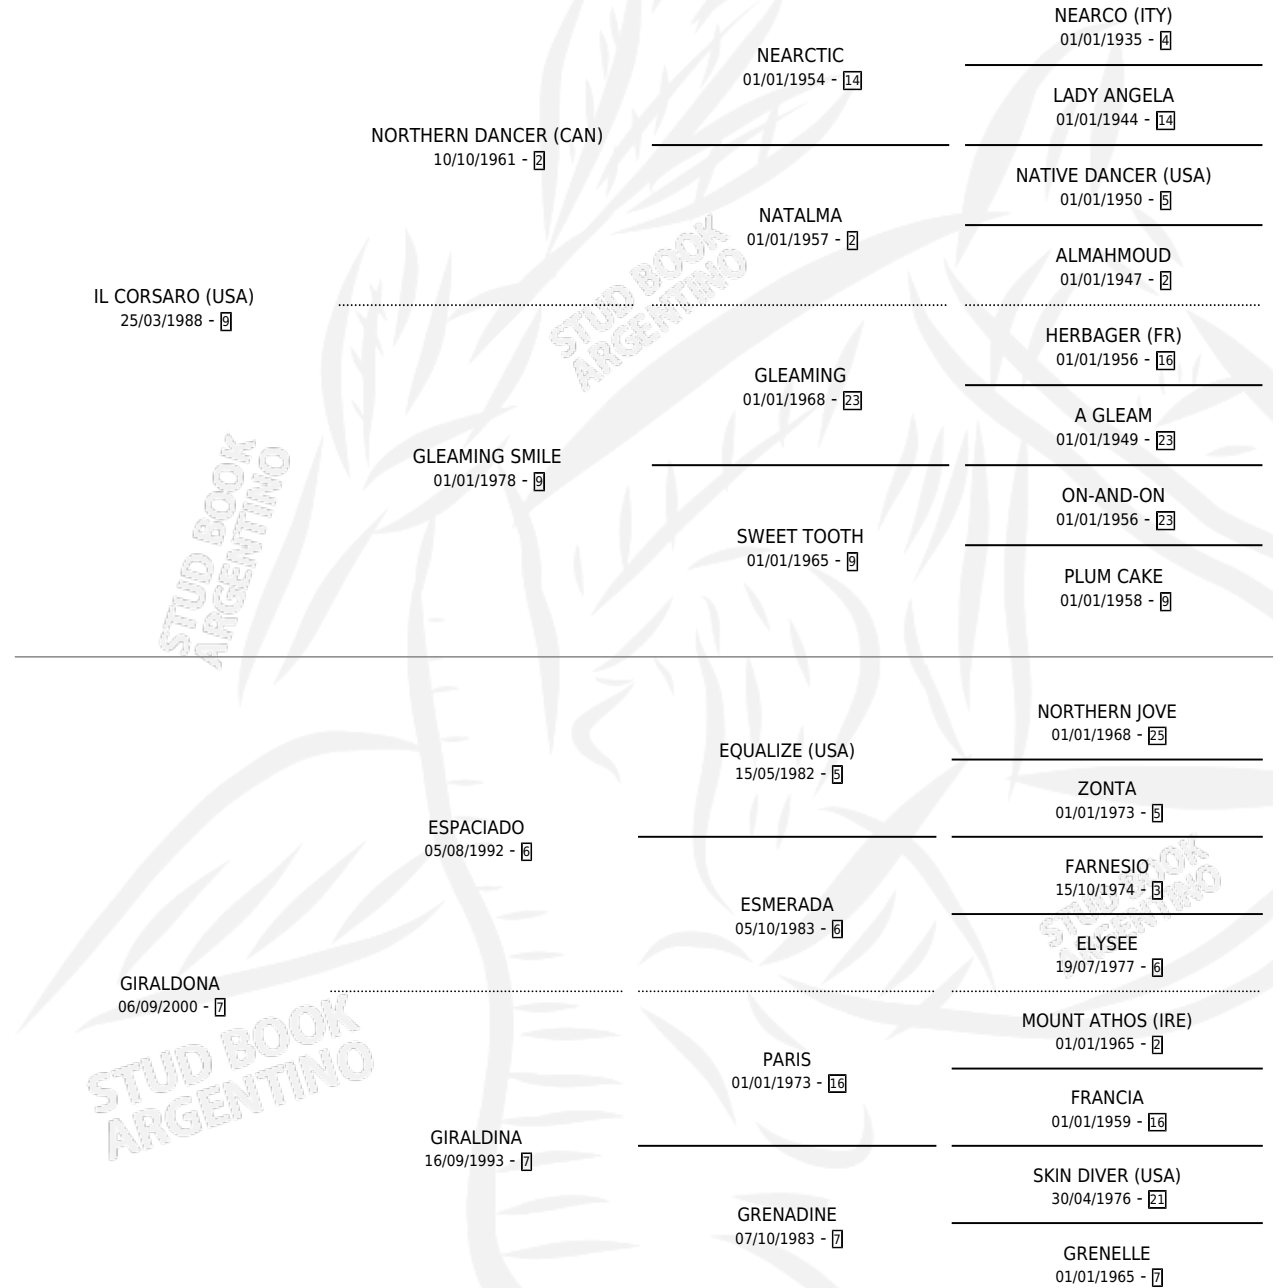 NEARCO (ITY)
01/01/1935 - 4
NEARCTIC
01/01/1954 - 14
LADY ANGELA
01/01/1944 - 14
NORTHERN DANCER (CAN)
10/10/1961 - 2
NATIVE DANCER (USA)
01/01/1950 - 5
NATALMA
01/01/1957 - 2
ALMAHMOUD
01/01/1947 - 2
IL CORSARO (USA)
25/03/1988 - 9
STUD BOOK
ARGENTINO
HERBAGER (FR)
01/01/1956 - 16
GLEAMING
01/01/1968 - 23
A GLEAM
01/01/1949 - 23
GLEAMING SMILE
01/01/1978 - 9
ON-AND-ON
01/01/1956 - 23
SWEET TOOTH
01/01/1965 - 9
PLUM CAKE
01/01/1958 - 9
STUD BOOK
ARGENTINO
NORTHERN JOVE
01/01/1968 - 25
EQUALIZE (USA)
15/05/1982 - 5
ZONTA
01/01/1973 - 5
ESPACIADO
05/08/1992 - 6
FARNESIO
15/10/1974 - 3
ESMERADA
05/10/1983 - 6
STUD BOOK
ARGENTINO
ELYSEE
19/07/1977 - 6
GIRALDONA
06/09/2000 - 7
STUD BOOK
ARGENTINO
MOUNT ATHOS (IRE)
01/01/1965 - 2
PARIS
01/01/1973 - 16
FRANCIA
01/01/1959 - 16
GIRALDINA
16/09/1993 - 7
SKIN DIVER (USA)
30/04/1976 - 21
GRENADINE
07/10/1983 - 7
GRENELLE
01/01/1965 - 7